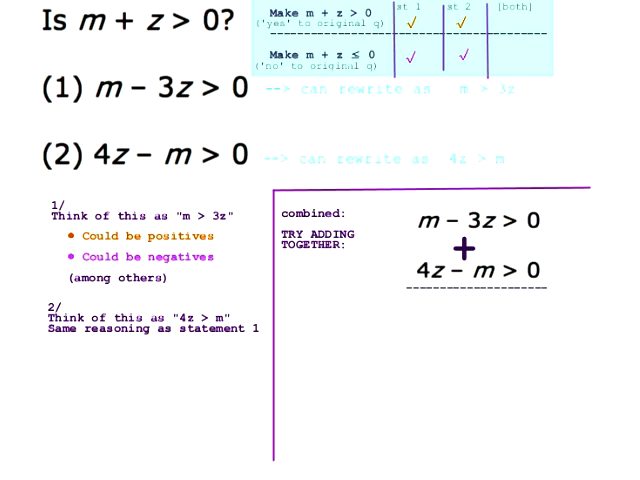 Is m + z > 0?
Make m + z > 0
('yes' to original q)
Make m + z ≤ 0
('no' to original q)
st 1
st 2
[both]
✓ ✓
✓ ✓
(1) m – 3z > 0
--> can rewrite as m > 3z
(2) 4z – m > 0
--> can rewrite as 4z > m
1/
Think of this as "m > 3z"
• Could be positives
• Could be negatives
(among others)
2/
Think of this as "4z > m"
Same reasoning as statement 1
combined:
TRY ADDING
TOGETHER:
m – 3z > 0
+
4z – m > 0